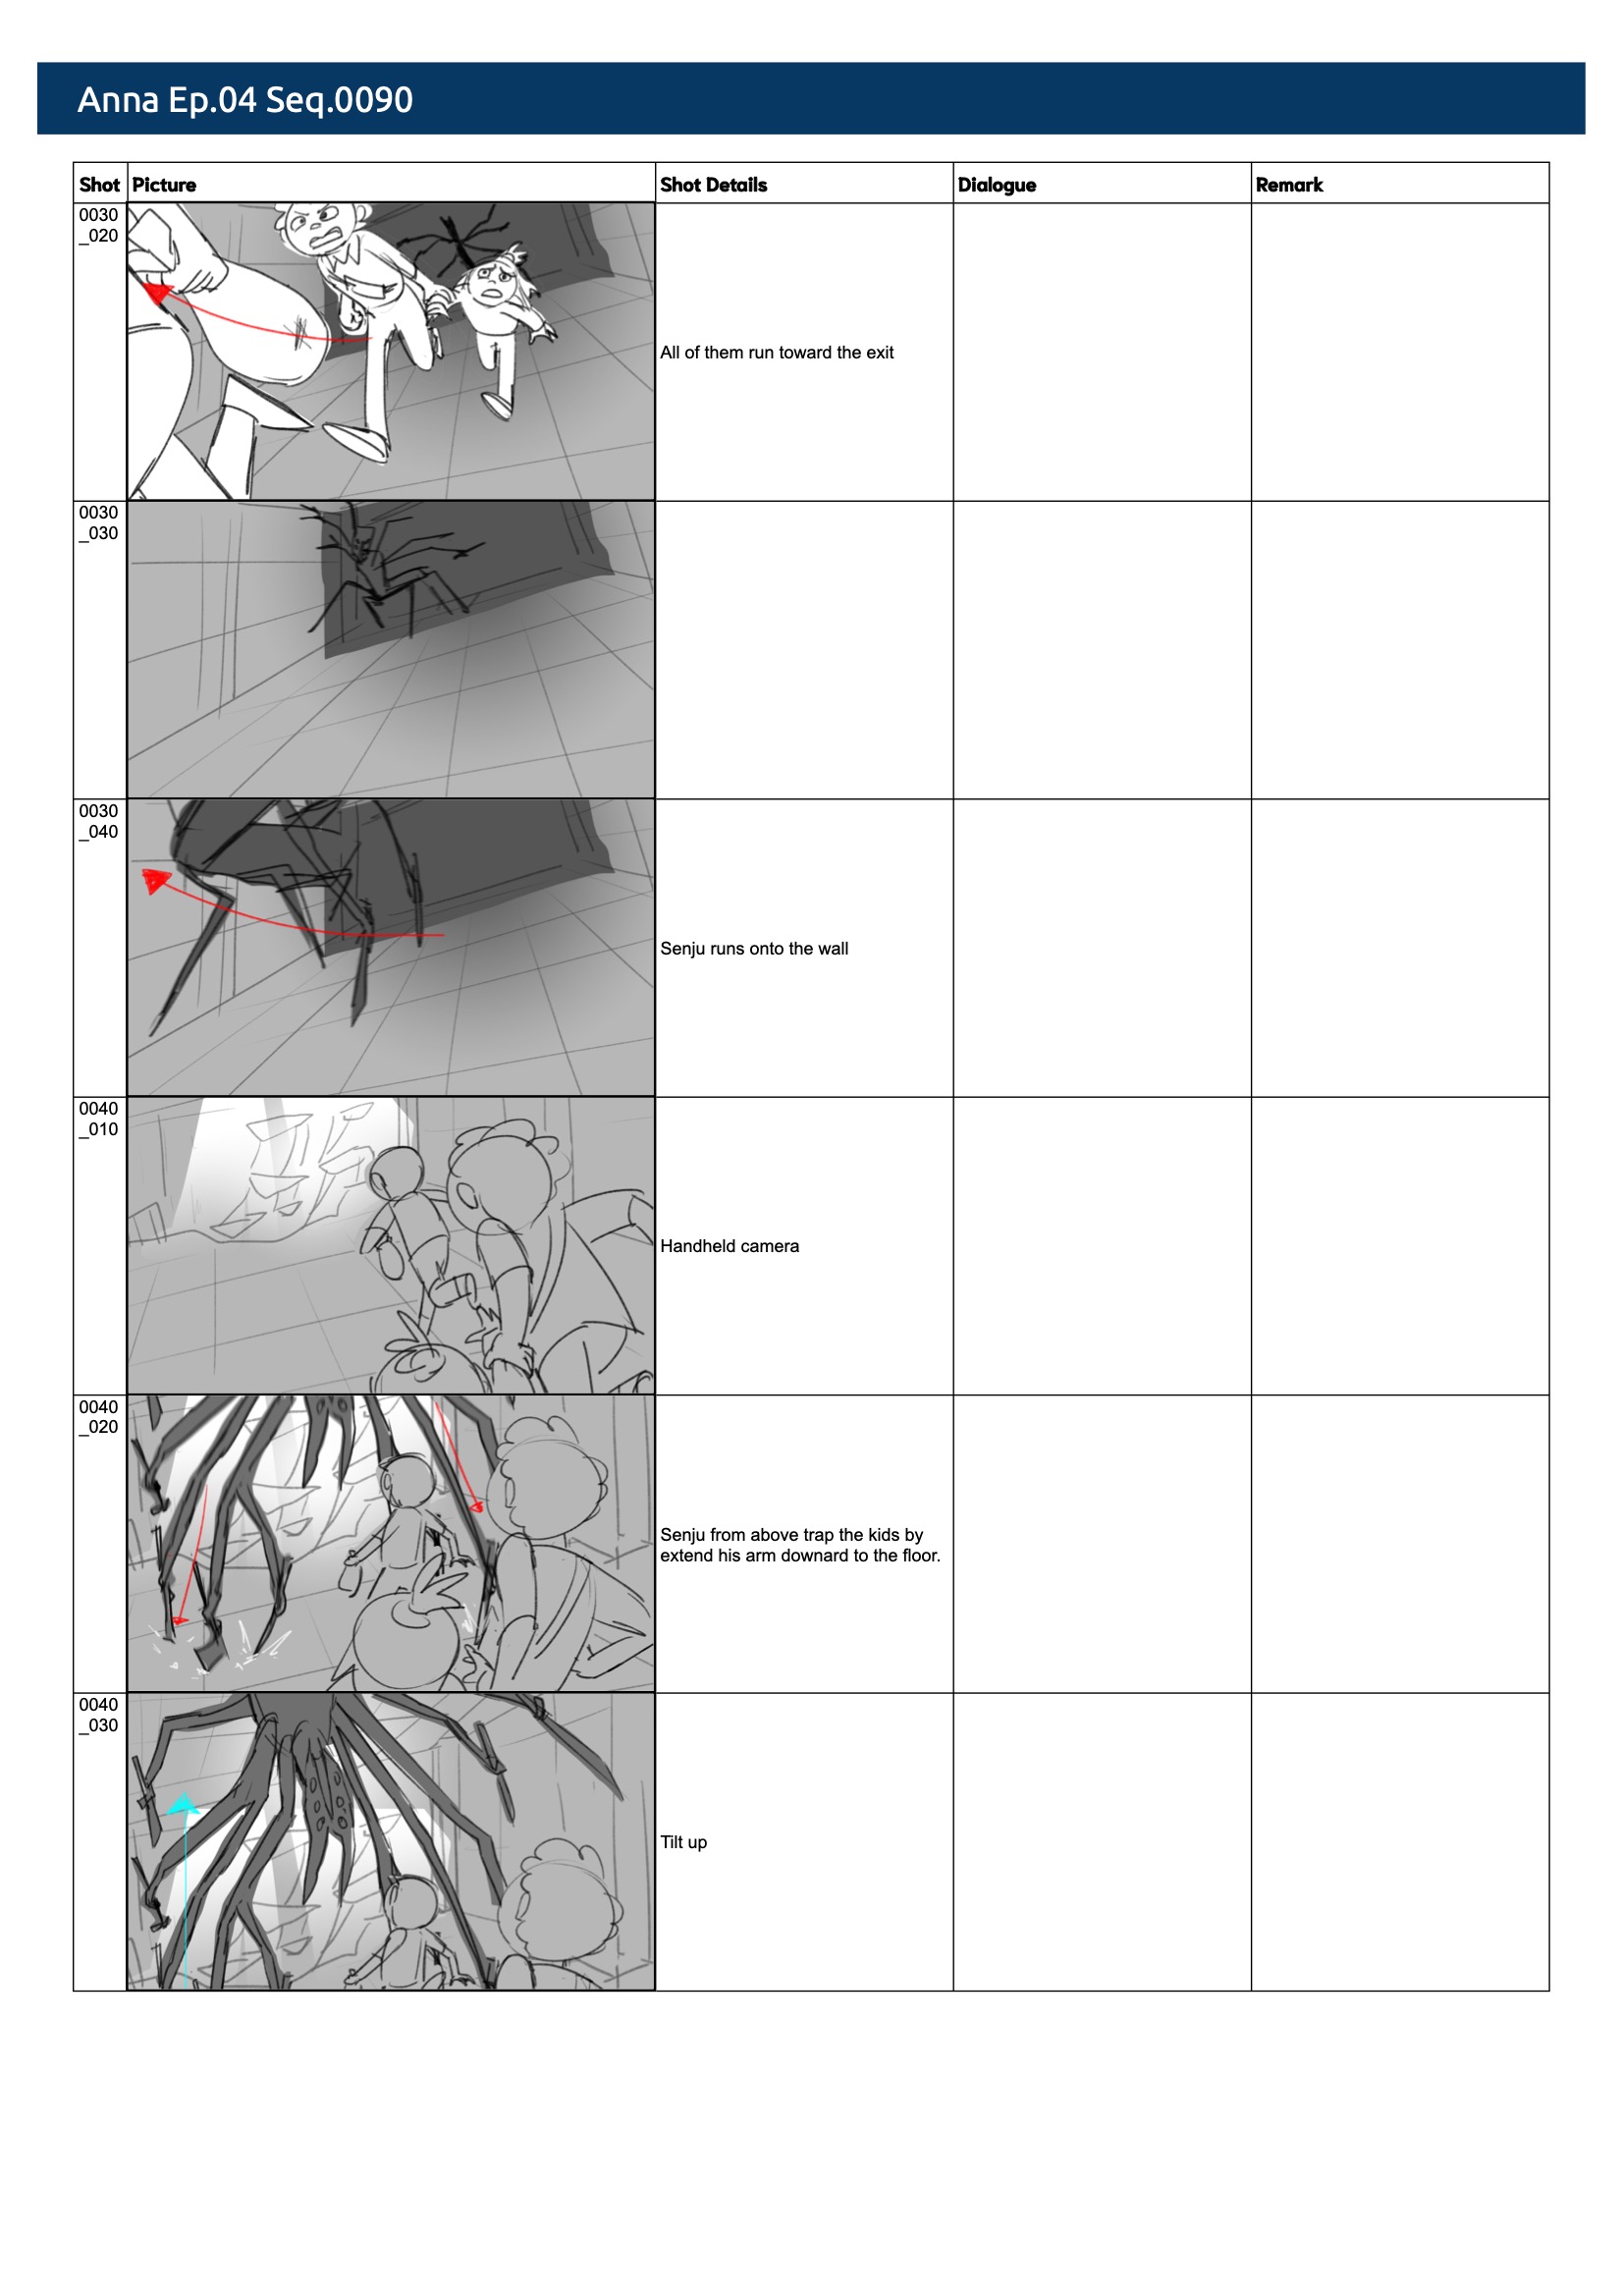 Anna Ep.04 Seq.0090
Shot Picture Shot Details Dialogue Remark
0030
_020
All of them run toward the exit
0030
_030
0030
_040
Senju runs onto the wall
0040
_010
Handheld camera
0040
_020
Senju from above trap the kids by
extend his arm downard to the floor.
0040
_030
Tilt up